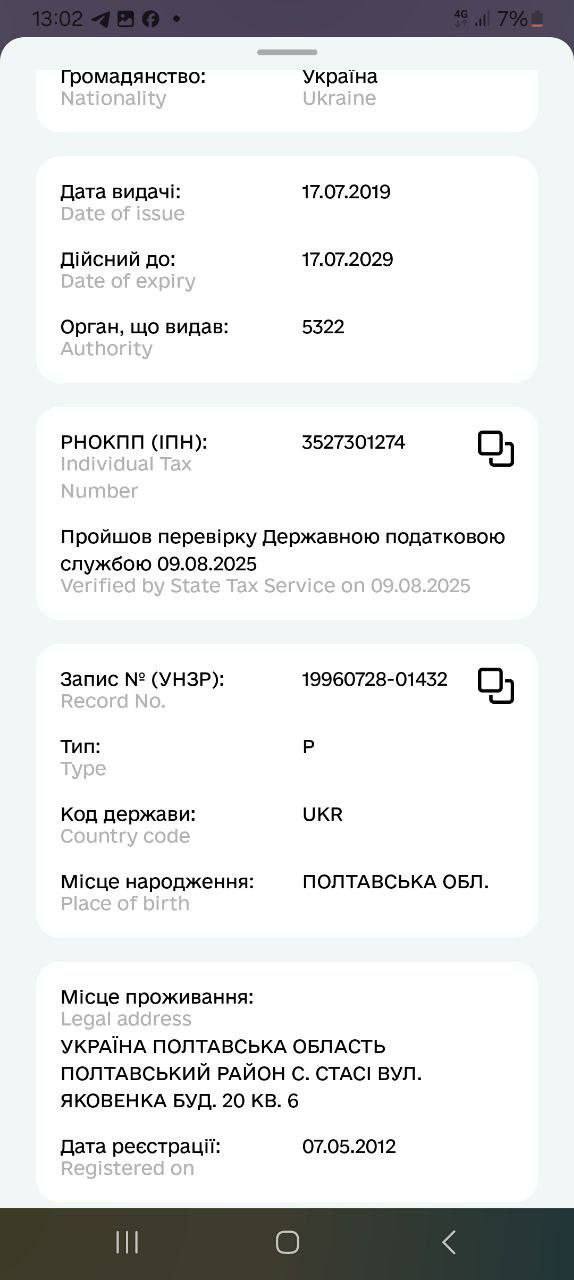 13:02
4G
7%
Громадянство: Україна
Nationality Ukraine
Дата видачі: 17.07.2019
Date of issue
Дійсний до: 17.07.2029
Date of expiry
Орган, що видав: 5322
Authority
РНОКПП (ІПН): 3527301274
Individual Tax
Number
Пройшов перевірку Державною податковою
службою 09.08.2025
Verified by State Tax Service on 09.08.2025
Запис № (УНЗР): 19960728-01432
Record No.
Тип: P
Type
Код держави: UKR
Country code
Місце народження: ПОЛТАВСЬКА ОБЛ.
Place of birth
Місце проживання:
Legal address
УКРАЇНА ПОЛТАВСЬКА ОБЛАСТЬ
ПОЛТАВСЬКИЙ РАЙОН С. СТАСІ ВУЛ.
ЯКОВЕНКА БУД. 20 КВ. 6
Дата реєстрації: 07.05.2012
Registered on